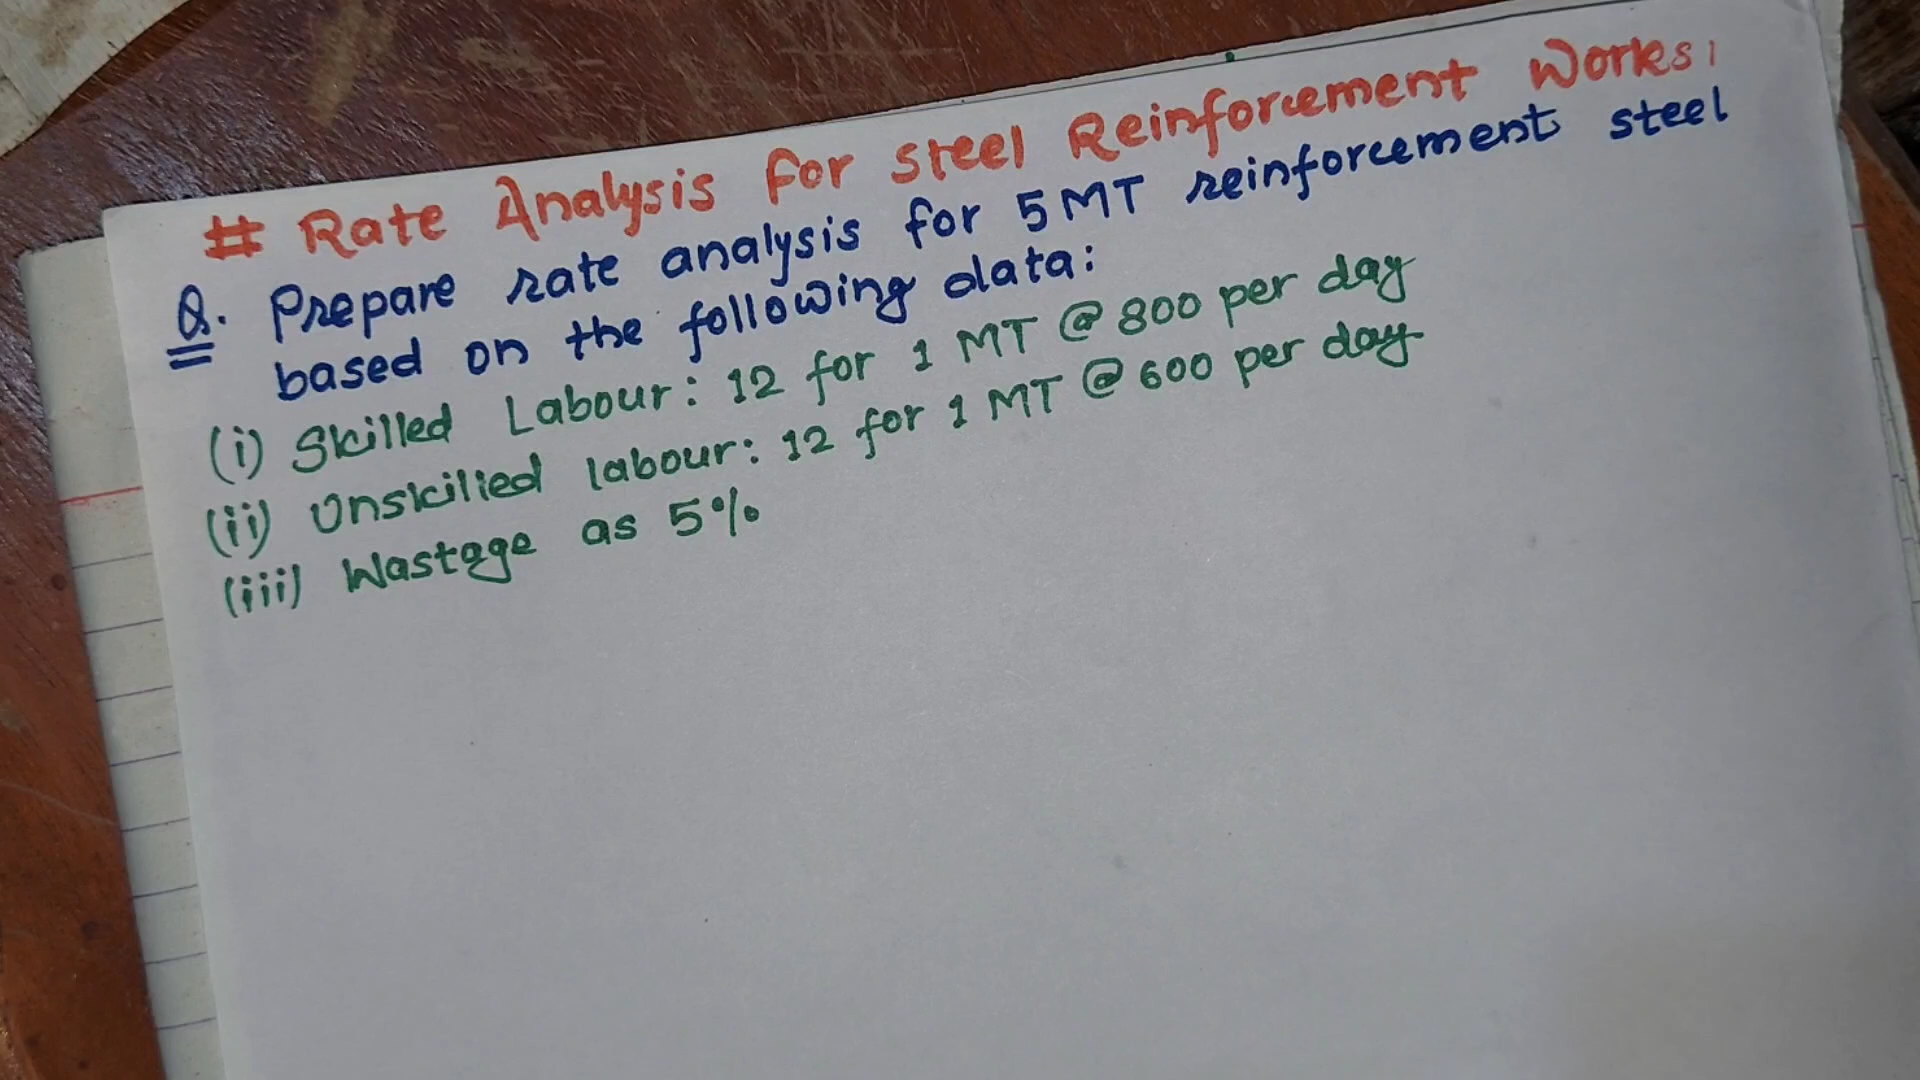 # Rate Analysis for Steel Reinforcement Works:
Q. Prepare rate analysis for 5 MT reinforcement steel
based on the following data:
(i) Skilled Labour: 12 for 1 MT @ 800 per day
(ii) Unskilled labour: 12 for 1 MT @ 600 per day
(iii) Wastage as 5%